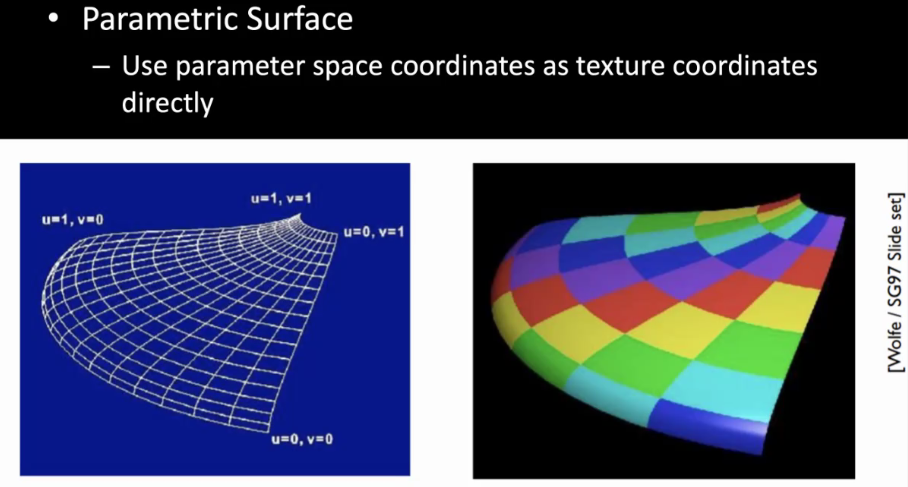 • Parametric Surface
– Use parameter space coordinates as texture coordinates
directly
u=1, v=1
u=1, v=0
u=0, v=1
u=0, v=0
[Wolfe / SG97 Slide set]